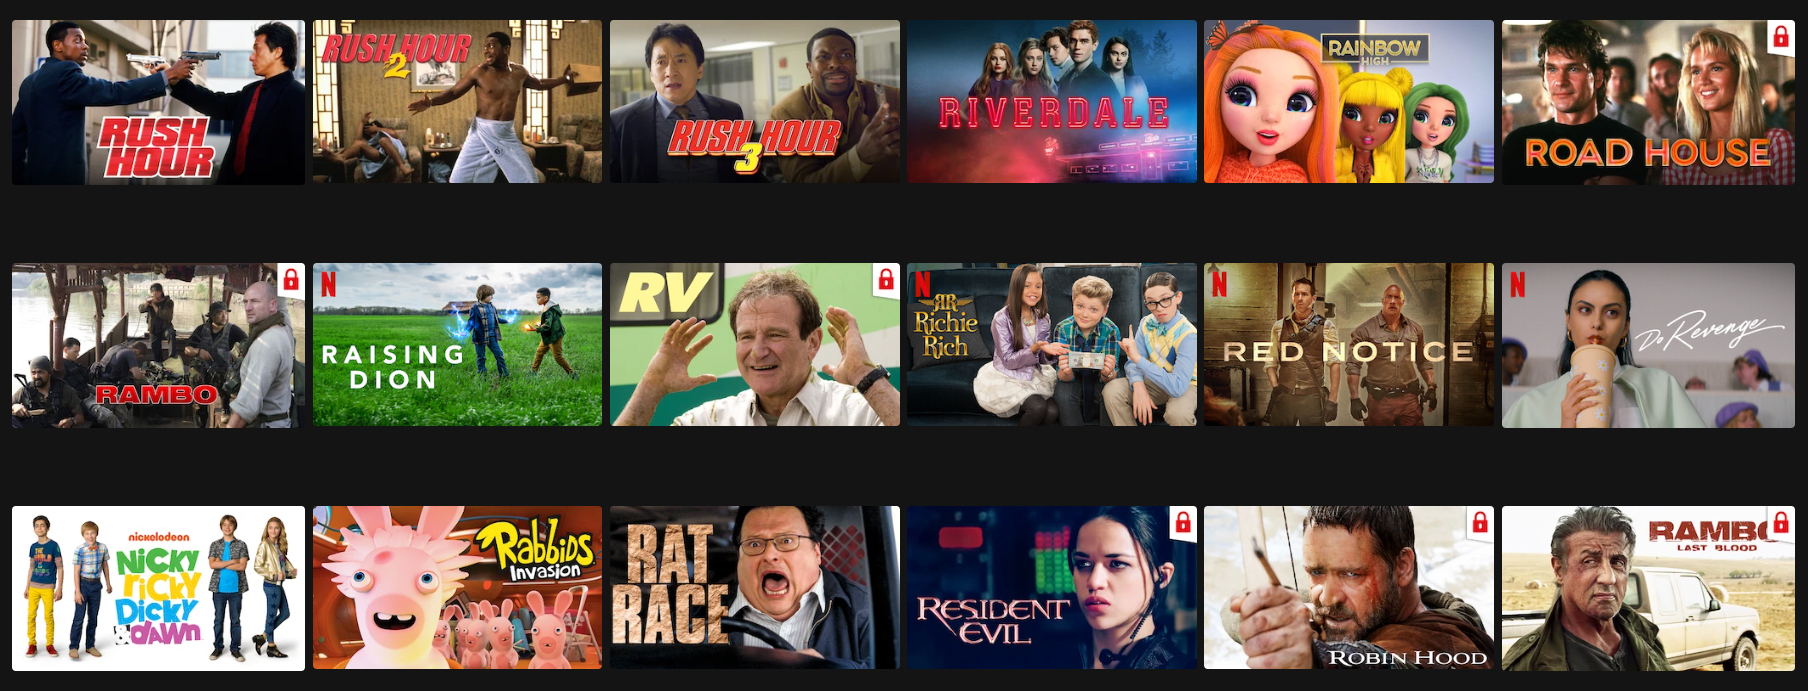 RUSH
HOUR
RUSH HOUR
2
RUSH HOUR
3
RIVERDALE
RAINBOW
HIGH
ROAD HOUSE
RAMBO
N
RAISING
DION
RV
N
RR
Richie
Rich
N
RED NOTICE
N
Do Revenge
nickelodeon
NICKY
RICKY
DICKY
& DAWN
Rabbids
Invasion
RAT
RACE
RESIDENT
EVIL
ROBIN HOOD
RAMBO
LAST BLOOD